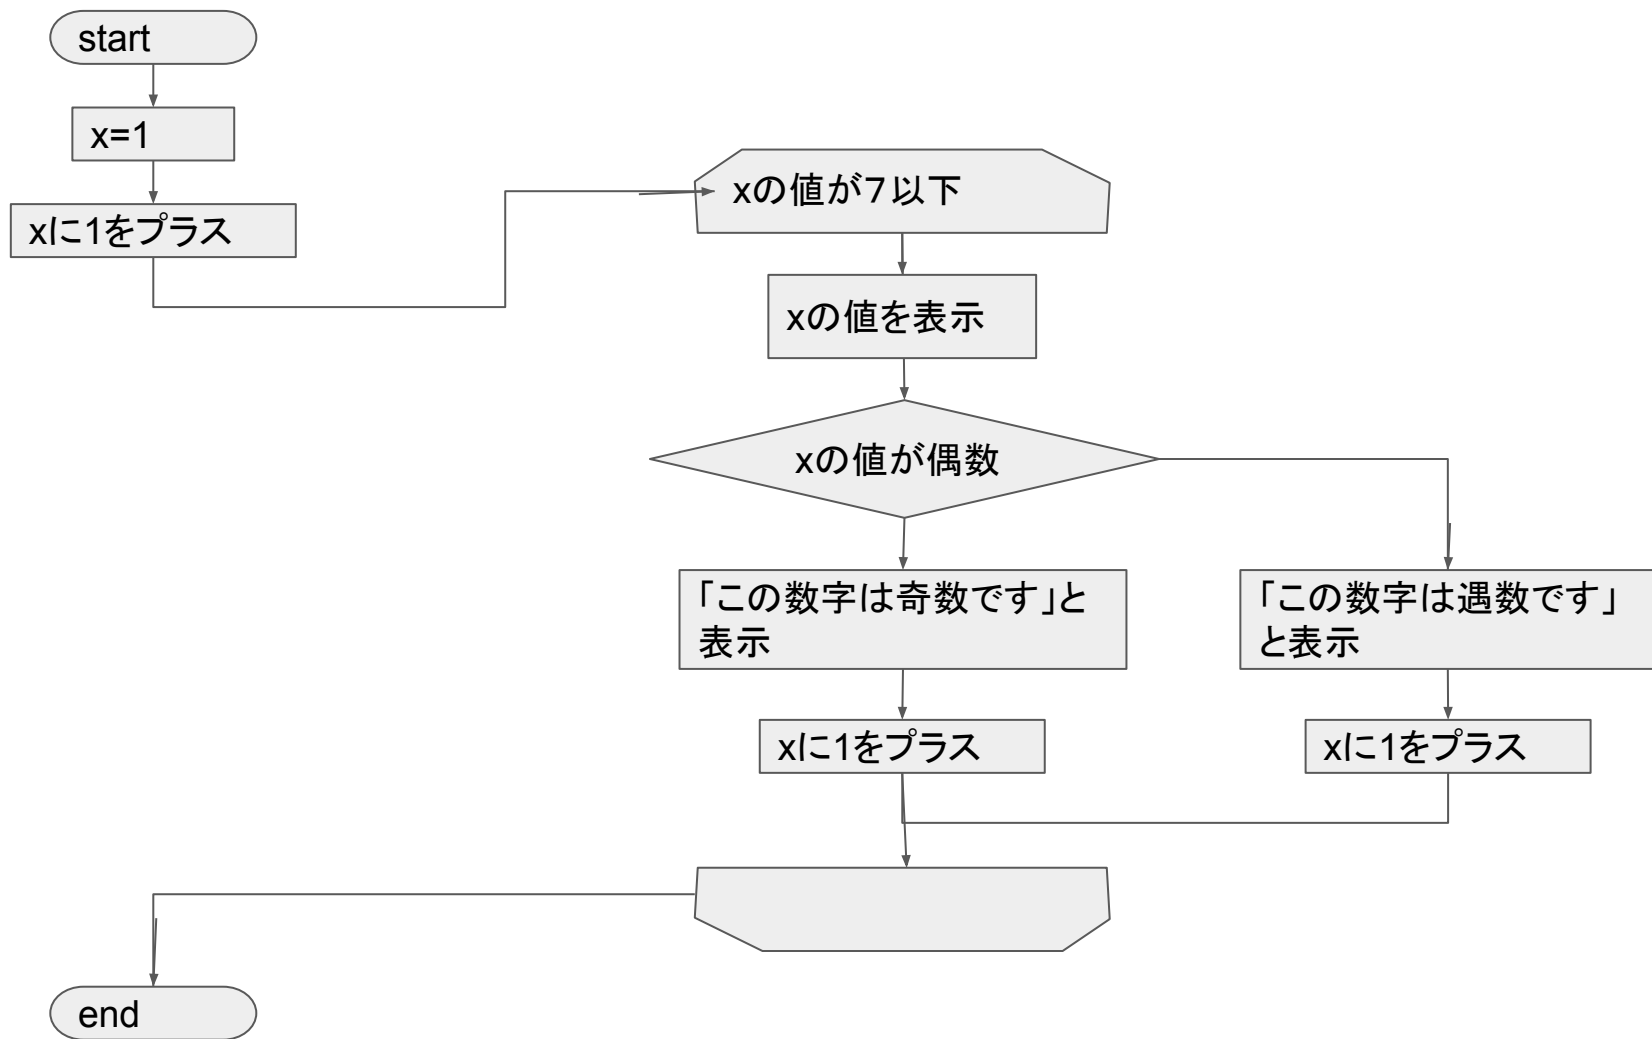 start
x=1
xに1をプラス
xの値が７以下
xの値を表示
xの値が偶数
「この数字は奇数です」と
表示
「この数字は遇数です」
と表示
xに1をプラス
xに1をプラス
end